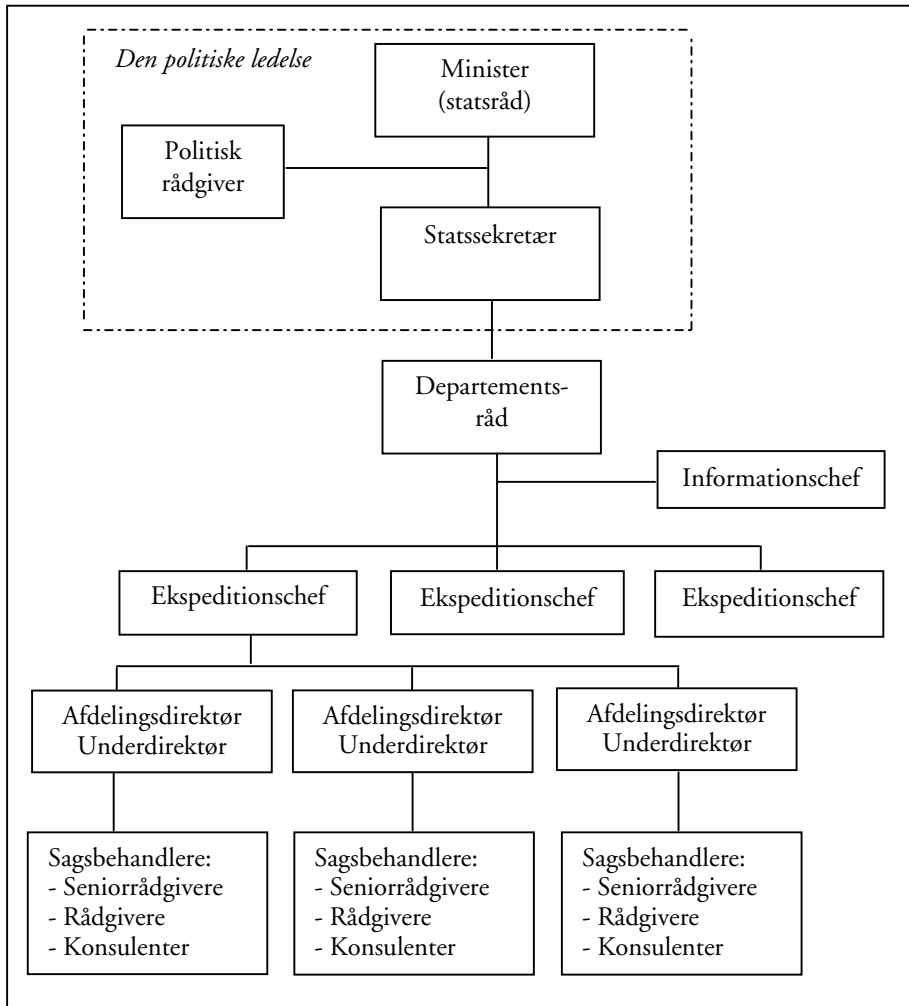 Den politiske ledelse
Minister
(statsråd)
Politisk
rådgiver
Statssekretær
Departements-
råd
Informationschef
Ekspeditionschef
Ekspeditionschef
Ekspeditionschef
Afdelingsdirektør
Underdirektør
Afdelingsdirektør
Underdirektør
Afdelingsdirektør
Underdirektør
Sagsbehandlere:
- Seniorrådgivere
- Rådgivere
- Konsulenter
Sagsbehandlere:
- Seniorrådgivere
- Rådgivere
- Konsulenter
Sagsbehandlere:
- Seniorrådgivere
- Rådgivere
- Konsulenter